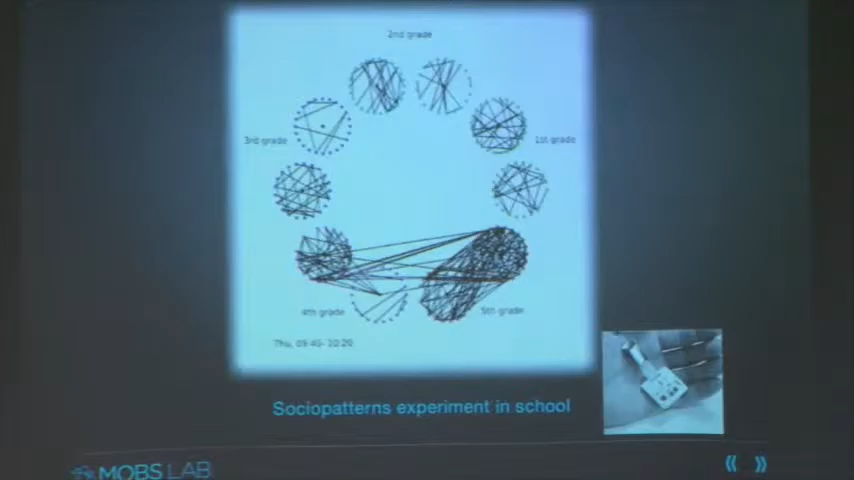 2nd grade
3rd grade
1st grade
4th grade
5th grade
Thu, 09:40- 10:20
Sociopatterns experiment in school
MOBS LAB